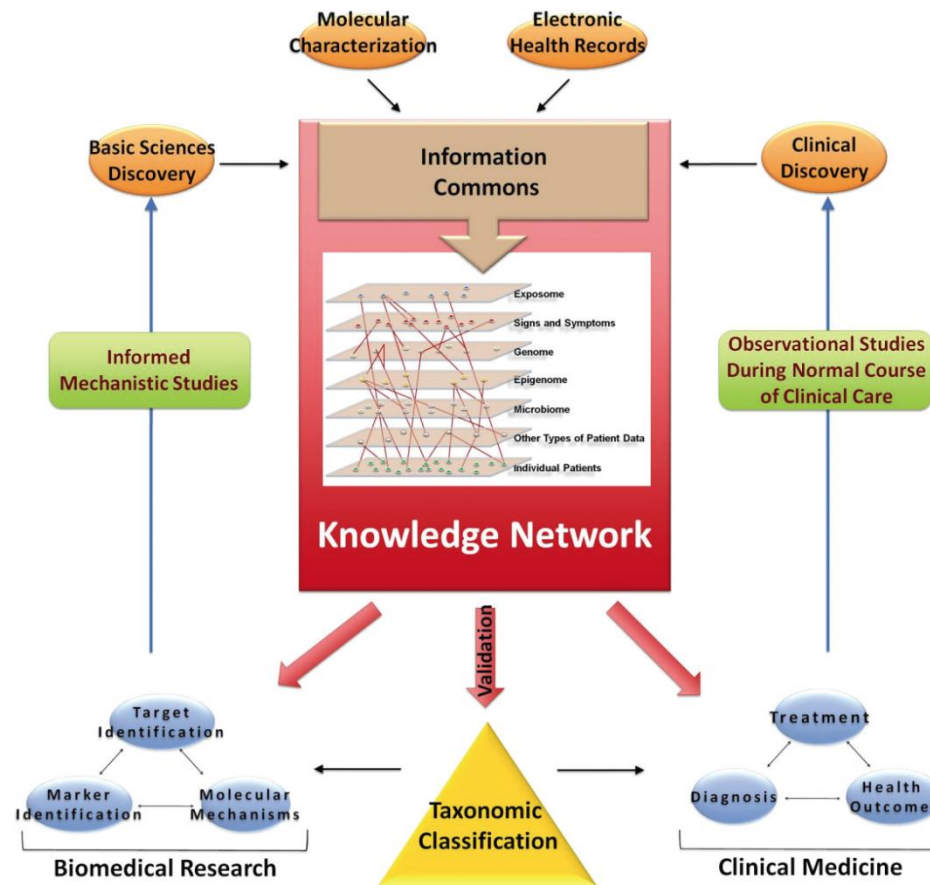 Molecular
Characterization
Electronic
Health Records
Basic Sciences
Discovery
Information
Commons
Clinical
Discovery
Exposome
Signs and Symptoms
Genome
Epigenome
Microbiome
Other Types of Patient Data
Individual Patients
Informed
Mechanistic Studies
Observational Studies
During Normal Course
of Clinical Care
Knowledge Network
Validation
Target
Identification
Marker
Identification
Molecular
Mechanisms
Biomedical Research
Taxonomic
Classification
Treatment
Diagnosis
Health
Outcome
Clinical Medicine